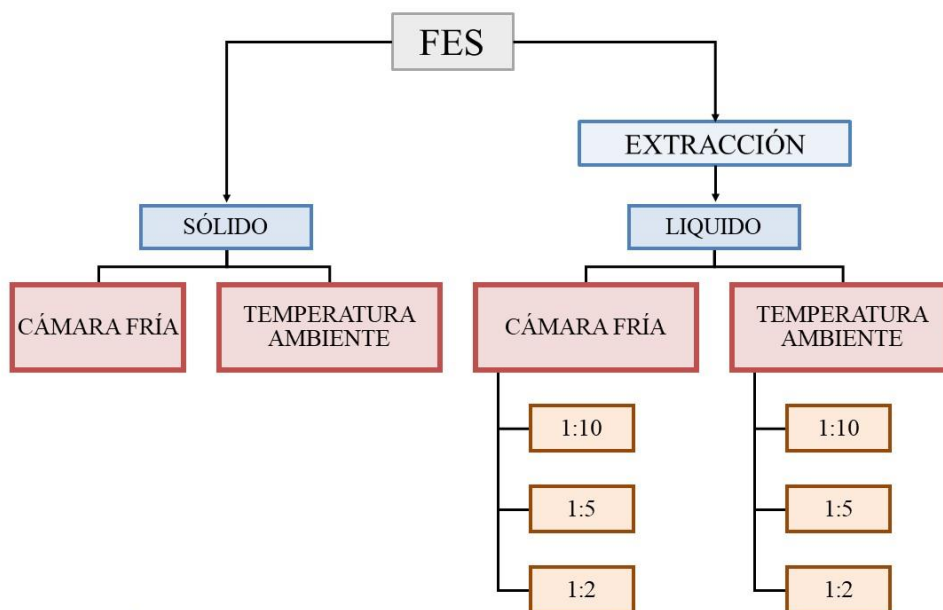 FES
EXTRACCIÓN
SÓLIDO
LIQUIDO
CÁMARA FRÍA
TEMPERATURA
AMBIENTE
CÁMARA FRÍA
TEMPERATURA
AMBIENTE
1:10
1:10
1:5
1:5
1:2
1:2